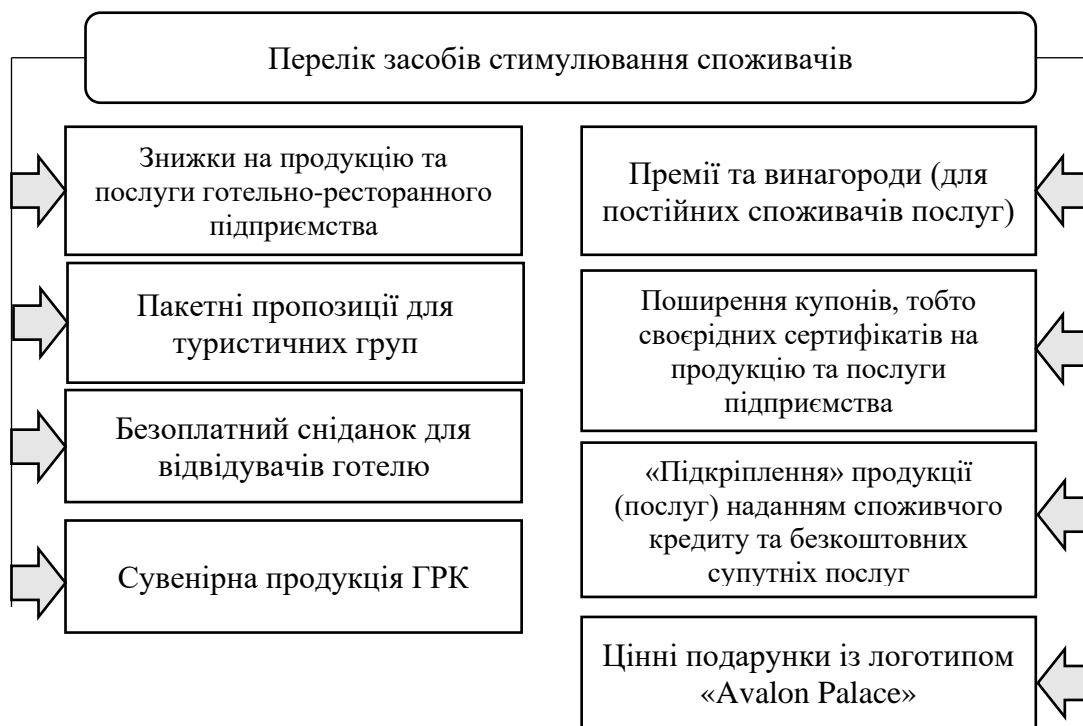 Перелік засобів стимулювання споживачів
Знижки на продукцію та
послуги готельно-ресторанного
підприємства
Пакетні пропозиції для
туристичних груп
Безоплатний сніданок для
відвідувачів готелю
Сувенірна продукція ГРК
Премії та винагороди (для
постійних споживачів послуг)
Поширення купонів, тобто
своєрідних сертифікатів на
продукцію та послуги
підприємства
«Підкріплення» продукції
(послуг) наданням споживчого
кредиту та безкоштовних
супутніх послуг
Цінні подарунки із логотипом
«Avalon Palace»